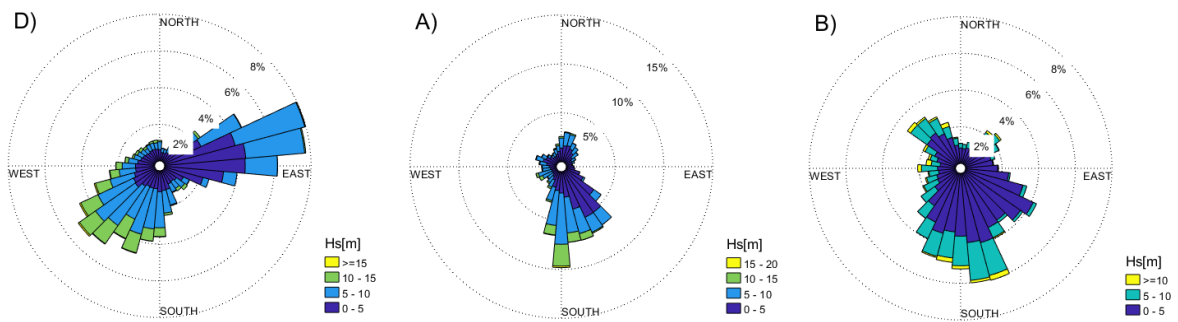 D)
NORTH
8%
6%
4%
2%
WEST
EAST
SOUTH
Hs[m]
>=15
10 - 15
5 - 10
0 - 5
A)
NORTH
15%
10%
5%
WEST
EAST
SOUTH
Hs[m]
15 - 20
10 - 15
5 - 10
0 - 5
B)
NORTH
8%
6%
4%
2%
WEST
EAST
SOUTH
Hs[m]
>=10
5 - 10
0 - 5